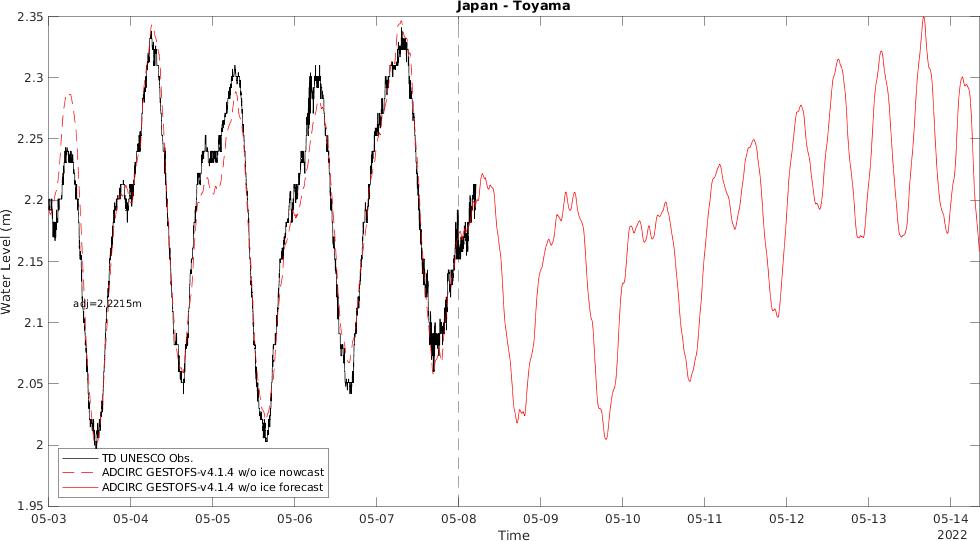 Japan - Toyama
2.35
2.3
2.25
2.2
2.15
2.1
2.05
2
1.95
Water Level (m)
adj=2.2215m
TD UNESCO Obs.
ADCIRC GESTOFS-v4.1.4 w/o ice nowcast
ADCIRC GESTOFS-v4.1.4 w/o ice forecast
05-03 05-04 05-05 05-06 05-07 05-08 05-09 05-10 05-11 05-12 05-13 05-14
Time
2022